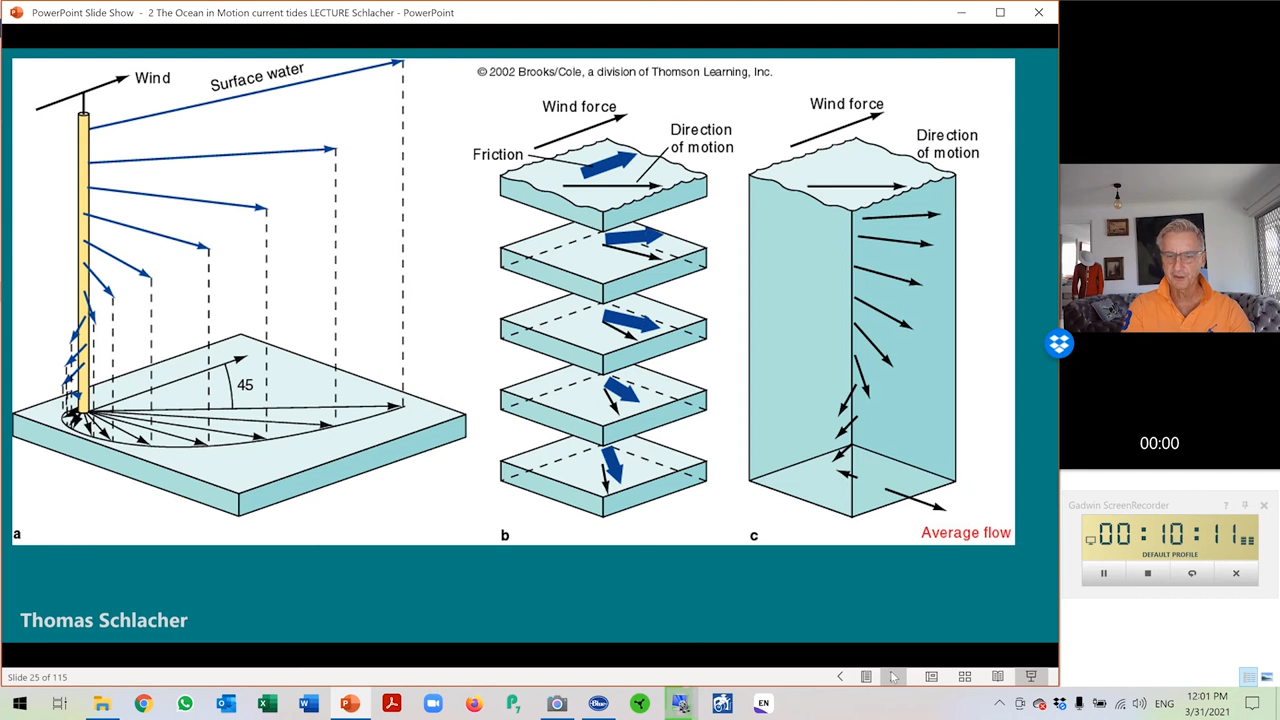 2 The Ocean in Motion current tides LECTURE Schlacher - PowerPoint
PowerPoint Slide Show - 
Wind
Surface water
45
a
© 2002 Brooks/Cole, a division of Thomson Learning, Inc.
Wind force
Direction
of motion
Friction
b
Wind force
Direction
of motion
c
Average flow
Thomas Schlacher
00:00
Gadwin ScreenRecorder
00:10:11
DEFAULT PROFILE
Slide 25 of 115
ENG
12:01 PM
3/31/2021
EN